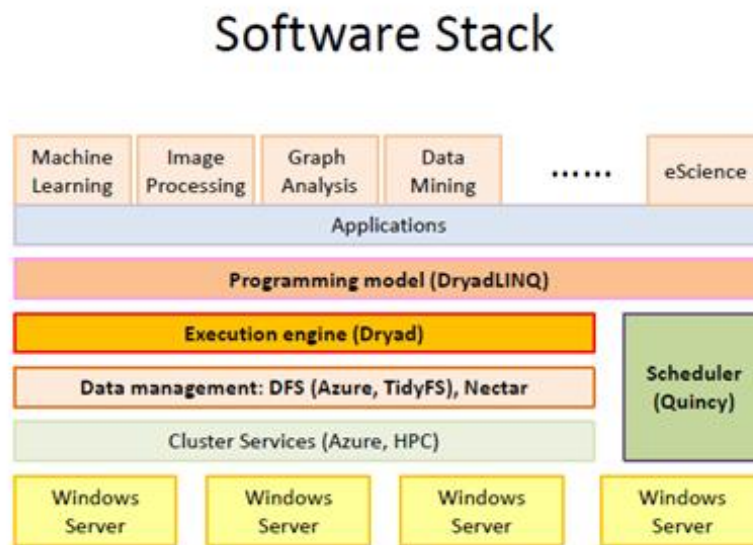 Software Stack
Machine
Learning
Image
Processing
Graph
Analysis
Data
Mining
......
eScience
Applications
Programming model (DryadLINQ)
Execution engine (Dryad)
Data management: DFS (Azure, TidyFS), Nectar
Cluster Services (Azure, HPC)
Scheduler
(Quincy)
Windows
Server
Windows
Server
Windows
Server
Windows
Server